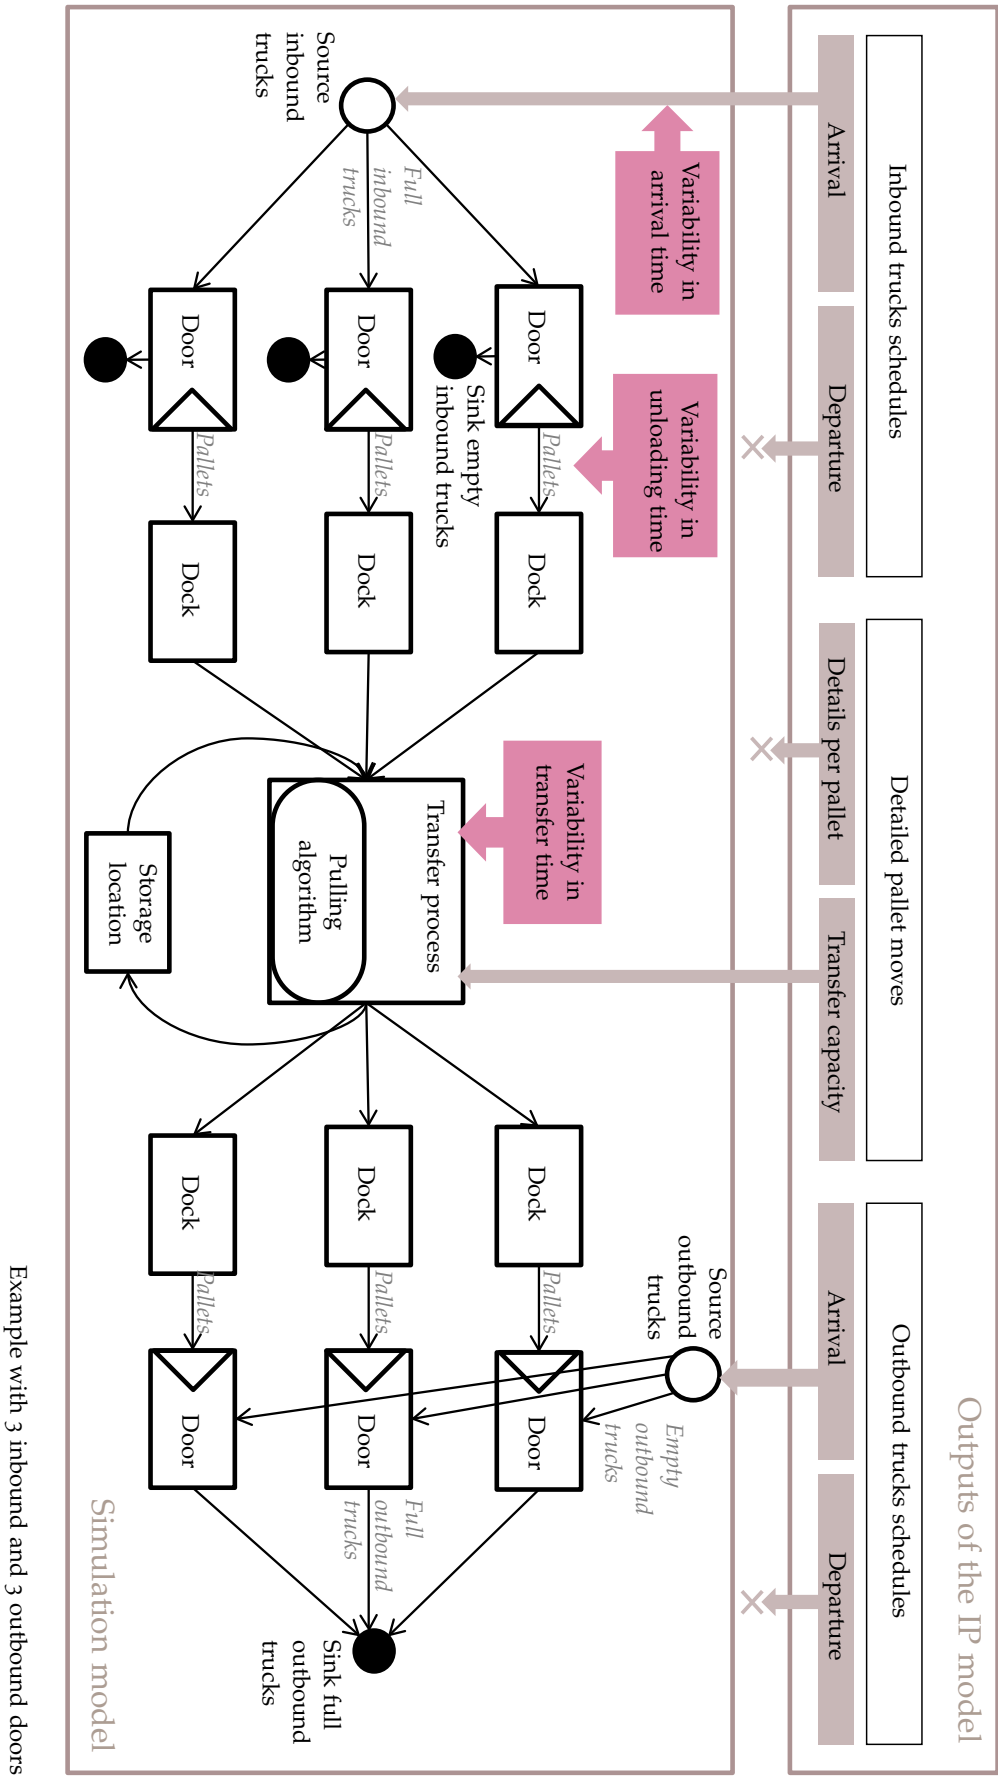 Outputs of the IP model
Inbound trucks schedules
Detailed pallet moves
Outbound trucks schedules
Arrival
Departure
Details per pallet
Transfer capacity
Arrival
Departure
Variability in
arrival time
Variability in
unloading time
Variability in
transfer time
Source
outbound
trucks
Empty
outbound
trucks
Door
Pallets
Dock
Dock
Pallets
Door
Sink empty
inbound trucks
Transfer process
Source
inbound
trucks
Full
inbound
trucks
Door
Pallets
Dock
Pulling
algorithm
Dock
Pallets
Door
Full
outbound
trucks
Sink full
outbound
trucks
Door
Pallets
Dock
Dock
Pallets
Door
Storage
location
Simulation model
Example with 3 inbound and 3 outbound doors